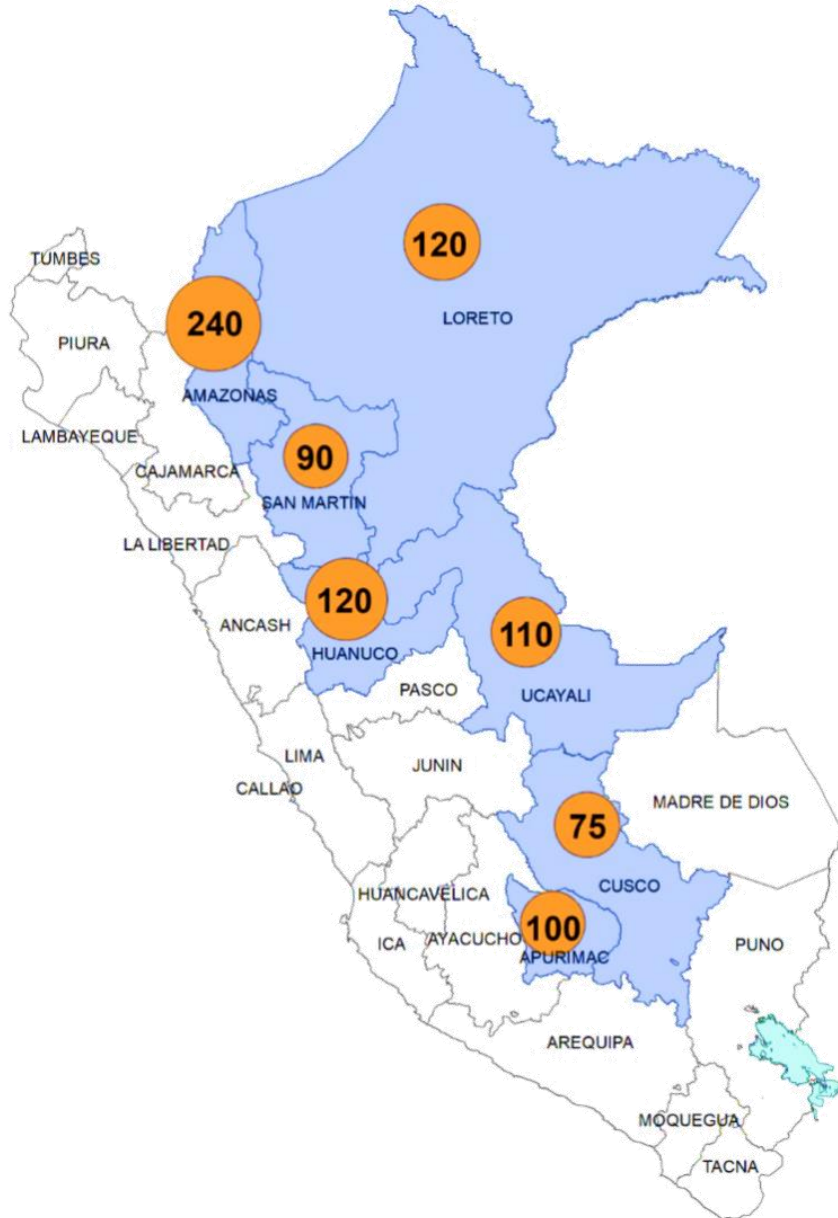 120
TUMBES
LORETO
240
PIURA
AMAZONAS
LAMBAYEQUE
90
CAJAMARCA
SAN MARTIN
LA LIBERTAD
120
ANCASH
110
HUANUCO
PASCO
UCAYALI
LIMA
JUNIN
CALLAO
MADRE DE DIOS
75
CUSCO
HUANCAVELICA
100
ICA
AYACUCHO
PUNO
APURIMAC
AREQUIPA
MOQUEGUA
TACNA